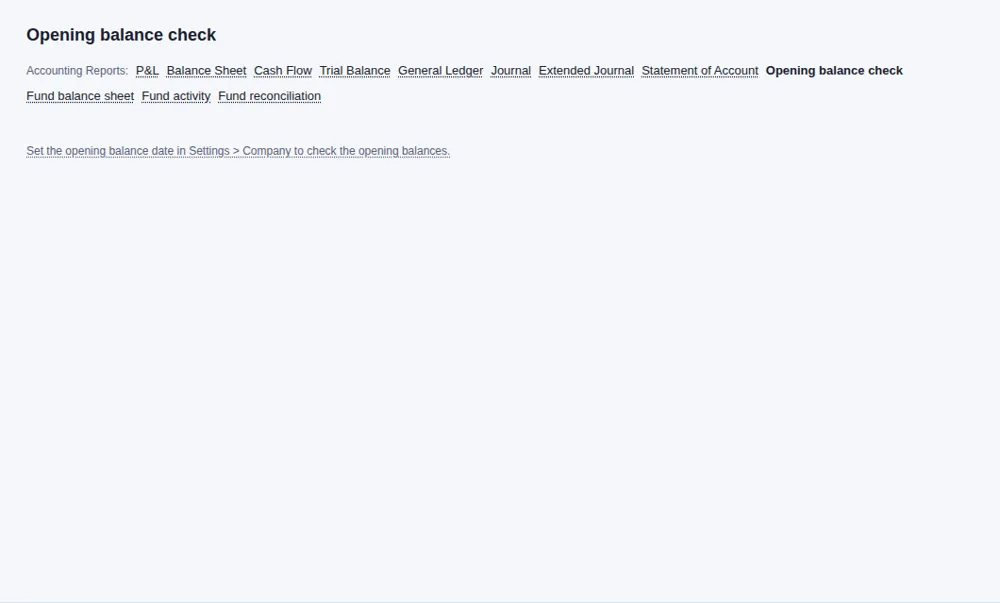 Opening balance check
Accounting Reports: P&L Balance Sheet Cash Flow Trial Balance General Ledger Journal Extended Journal Statement of Account Opening balance check
Fund balance sheet Fund activity Fund reconciliation
Set the opening balance date in Settings > Company to check the opening balances.